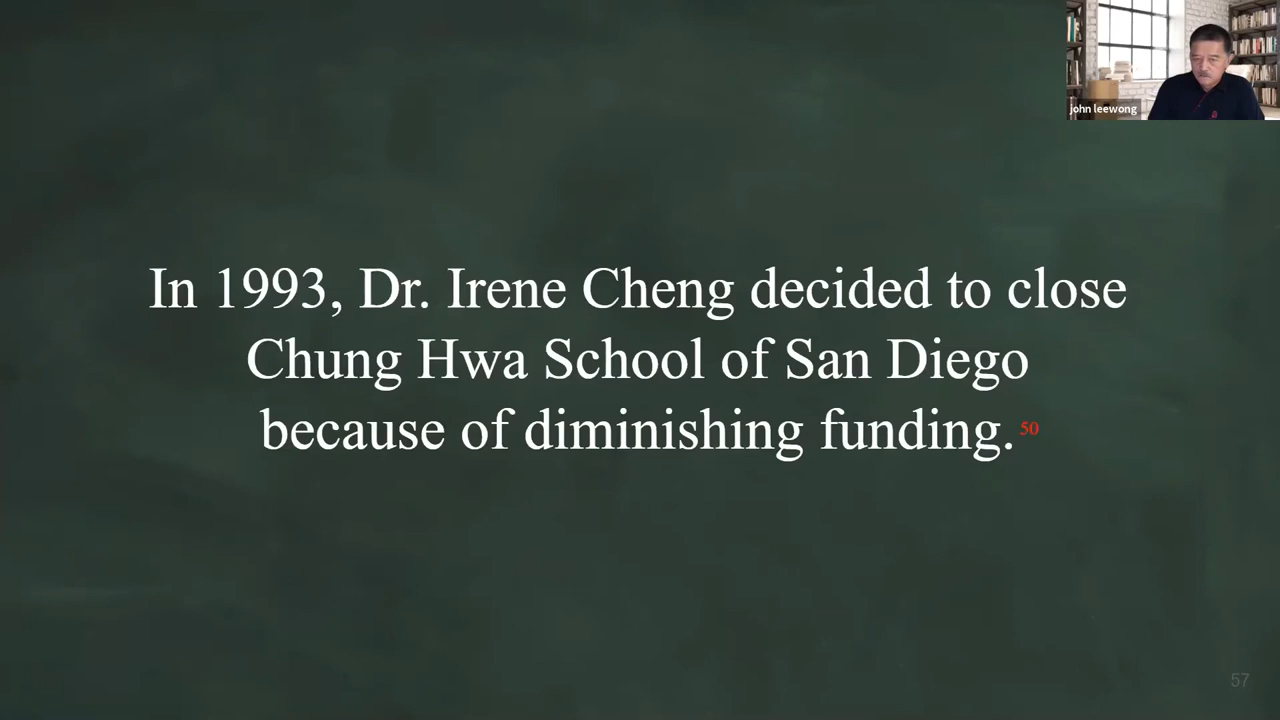 john leewong
In 1993, Dr. Irene Cheng decided to close
Chung Hwa School of San Diego
because of diminishing funding.50
57